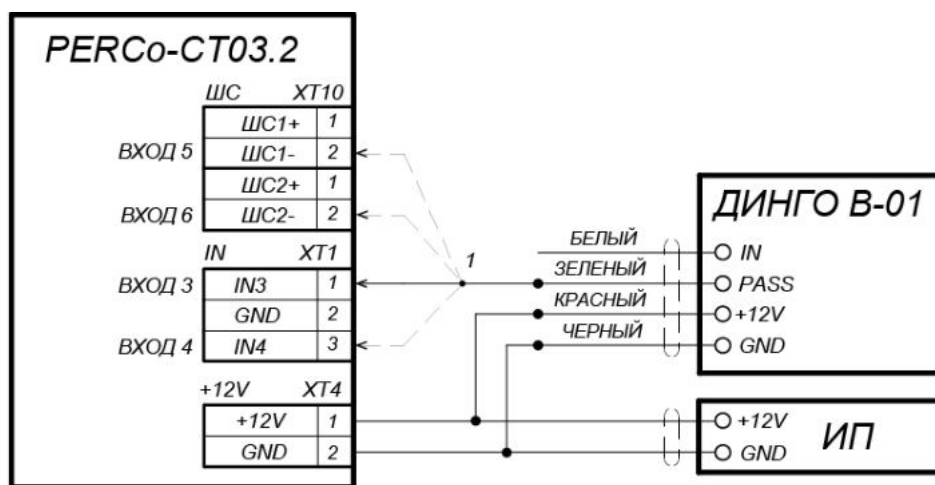 PERCo-CT03.2
ШС XT10
ШС1+ 1
ВХОД 5 ШС1- 2
ШС2+ 1
ВХОД 6 ШС2- 2
IN XT1
ВХОД 3 IN3 1
GND 2
ВХОД 4 IN4 3
+12V XT4
+12V 1
GND 2
1
БЕЛЫЙ
ЗЕЛЕНЫЙ
КРАСНЫЙ
ЧЕРНЫЙ
ДИНГО В-01
IN
PASS
+12V
GND
+12V
GND
ИП